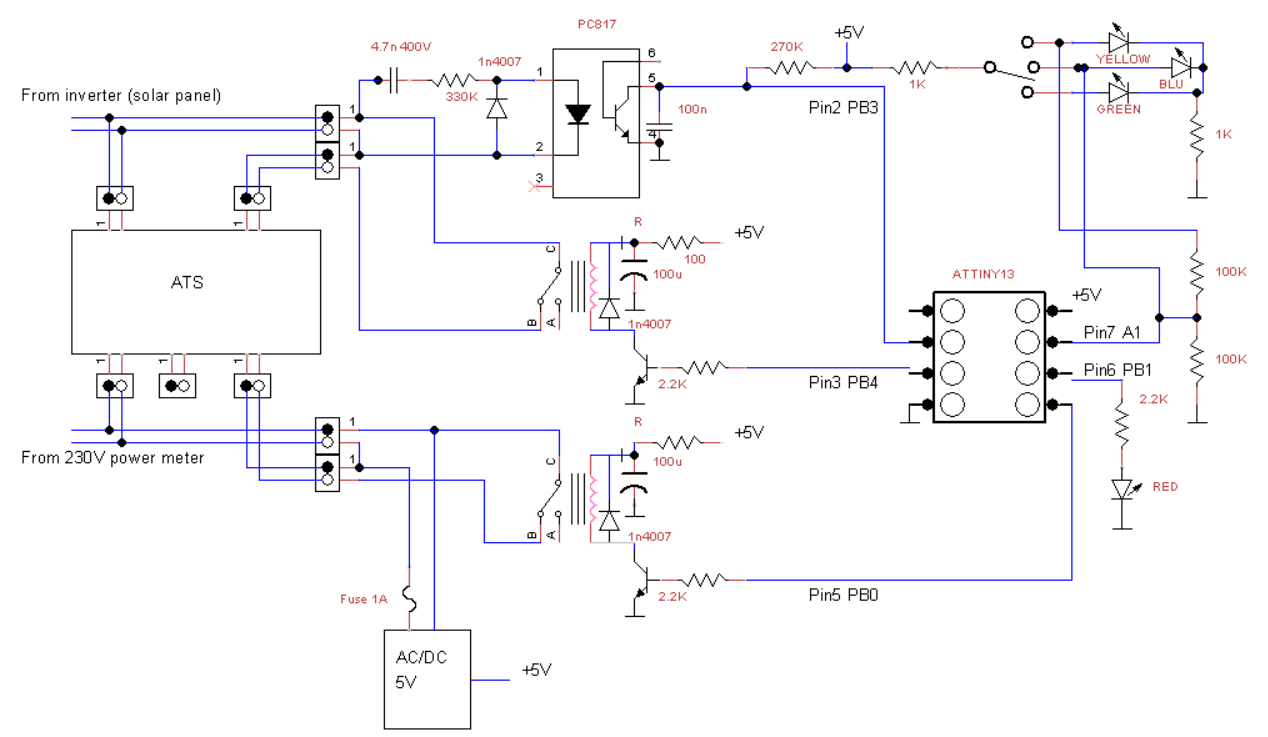 PC817
4.7n400V
1n4007
330K
1
2
3
6
5
4
100n
270K
+5V
1K
Pin2 PB3
YELLOW
BLU
GREEN
1K
From inverter (solar panel)
1
1
1
1
ATS
1
1
1
R
+5V
100
100u
C
B
A
1n4007
2.2K
Pin3 PB4
ATTINY13
+5V
Pin7 A1
Pin6 PB1
100K
100K
2.2K
RED
From 230V power meter
1
1
R
+5V
100u
C
B
A
1n4007
2.2K
Pin5 PB0
Fuse 1A
AC/DC
5V
+5V